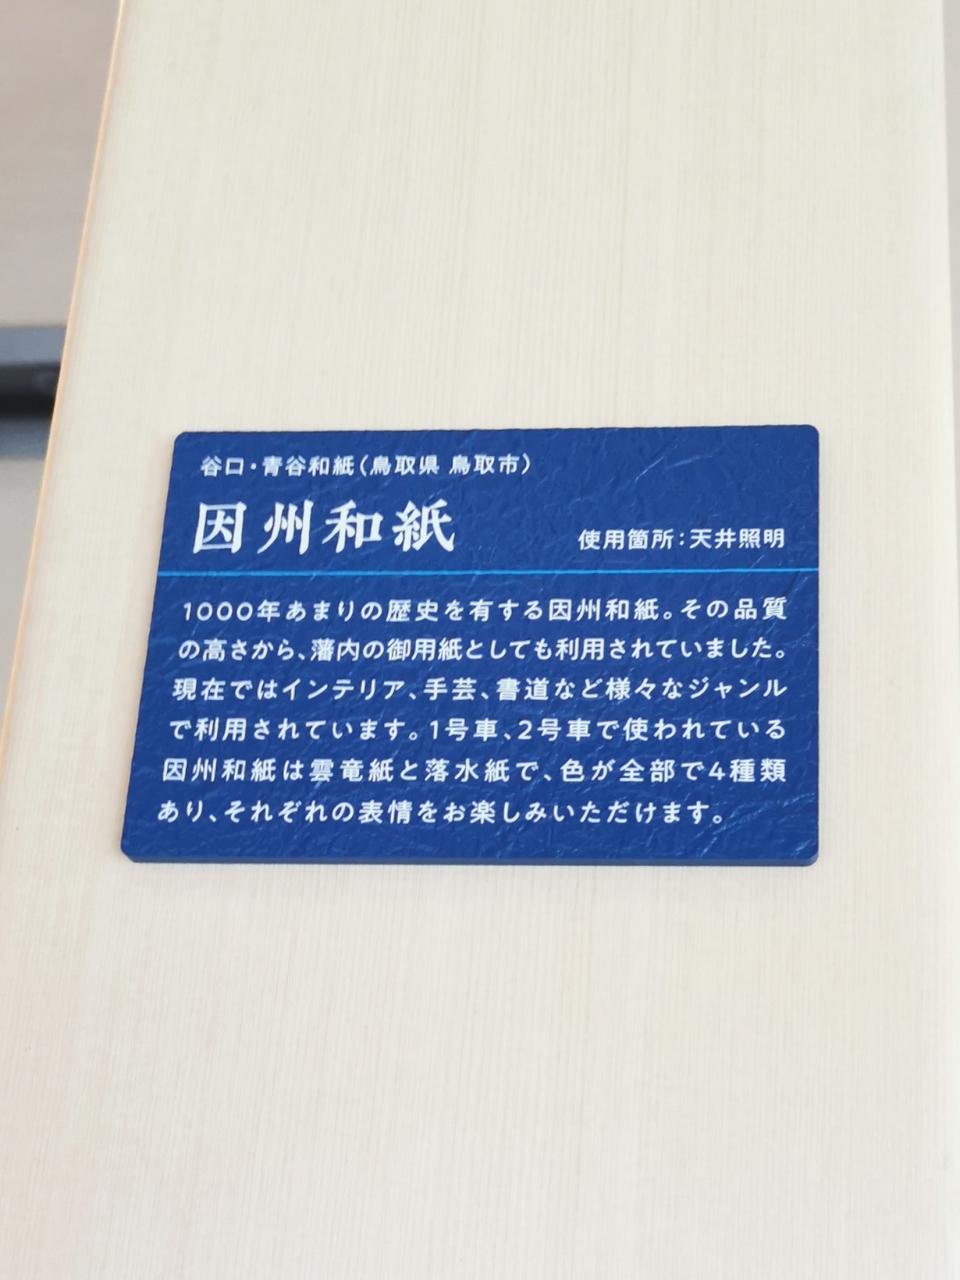 谷口・青谷和紙(鳥取県 鳥取市)
因州和紙
使用箇所:天井照明
1000年あまりの歴史を有する因州和紙。その品質
の高さから、藩内の御用紙としても利用されていました。
現在ではインテリア、手芸、書道など様々なジャンル
で利用されています。1号車、2号車で使われている
因州和紙は雲竜紙と落水紙で、色が全部で4種類
あり、それぞれの表情をお楽しみいただけます。